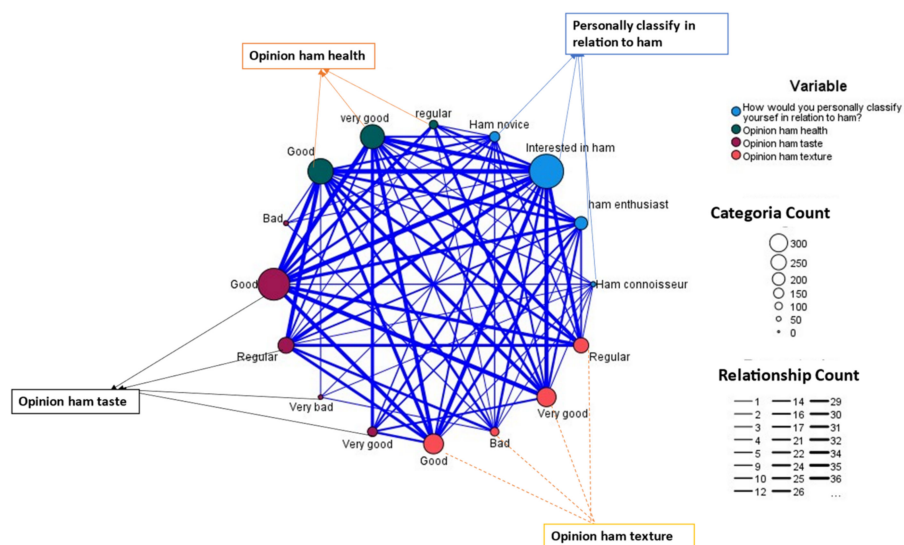 Personally classify in
relation to ham
Opinion ham health
Variable
How would you personally classify
yoursef in relation to ham?
Opinion ham health
Opinion ham taste
Opinion ham texture
regular
very good
Ham novice
Good
Interested in ham
ham enthusiast
Bad
Categoria Count
300
250
200
150
100
50
0
Good
Ham connoisseur
Regular
Regular
Relationship Count
Opinion ham taste
Very bad
Very good
Very good
Bad
Good
1 14 29
2 16 30
3 17 31
4 21 32
5 22 34
9 24 35
10 25 36
12 26 ...
Opinion ham texture